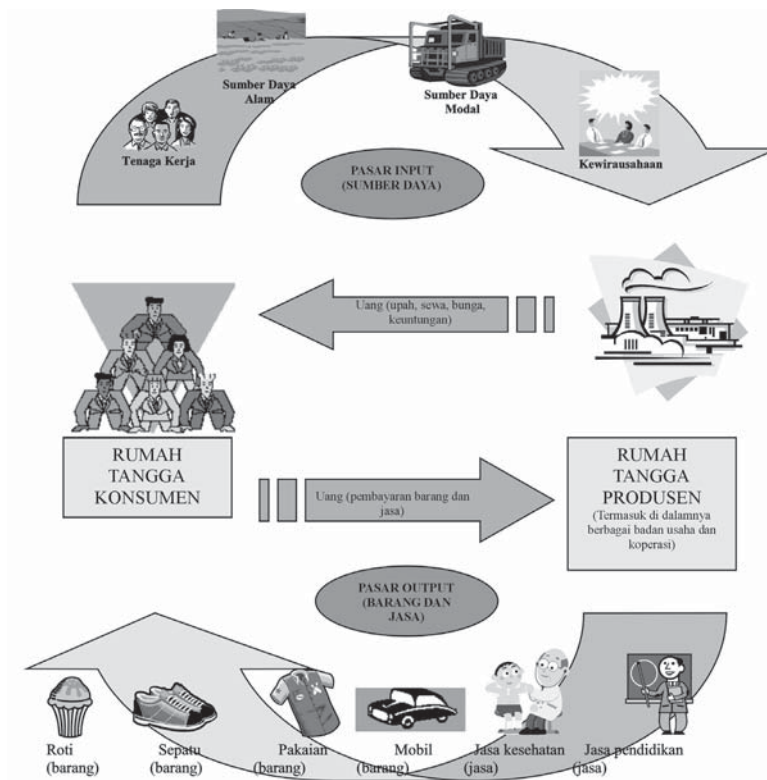 Sumber Daya
Alam
Sumber Daya
Modal
Tenaga Kerja
Kewirausahaan
PASAR INPUT
(SUMBER DAYA)
Uang (upah, sewa, bunga,
keuntungan)
RUMAH
TANGGA
KONSUMEN
Uang (pembayaran barang dan
jasa)
RUMAH
TANGGA
PRODUSEN
(Termasuk di dalamnya
berbagai badan usaha dan
koperasi)
PASAR OUTPUT
(BARANG DAN
JASA)
Roti
(barang)
Sepatu
(barang)
Pakaian
(barang)
Mobil
(barang)
Jasa kesehatan
(jasa)
Jasa pendidikan
(jasa)